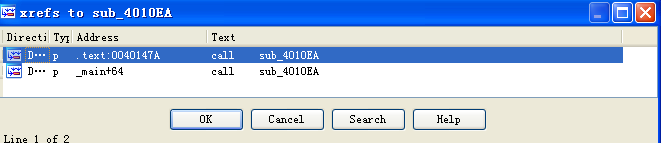 xrefs to sub_4010EA
Directi Typ Address Text
D… p .text:0040147A call sub_4010EA
D… p _main+64 call sub_4010EA
OK Cancel Search Help
Line 1 of 2